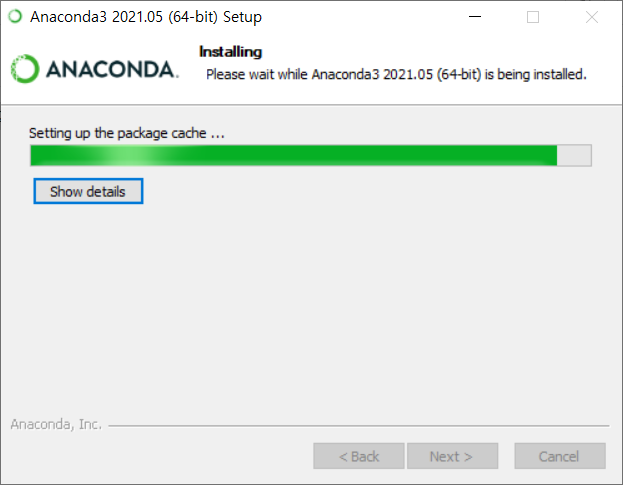 Anaconda3 2021.05 (64-bit) Setup
ANACONDA.
Installing
Please wait while Anaconda3 2021.05 (64-bit) is being installed.
Setting up the package cache ...
Show details
Anaconda, Inc.
< Back
Next >
Cancel